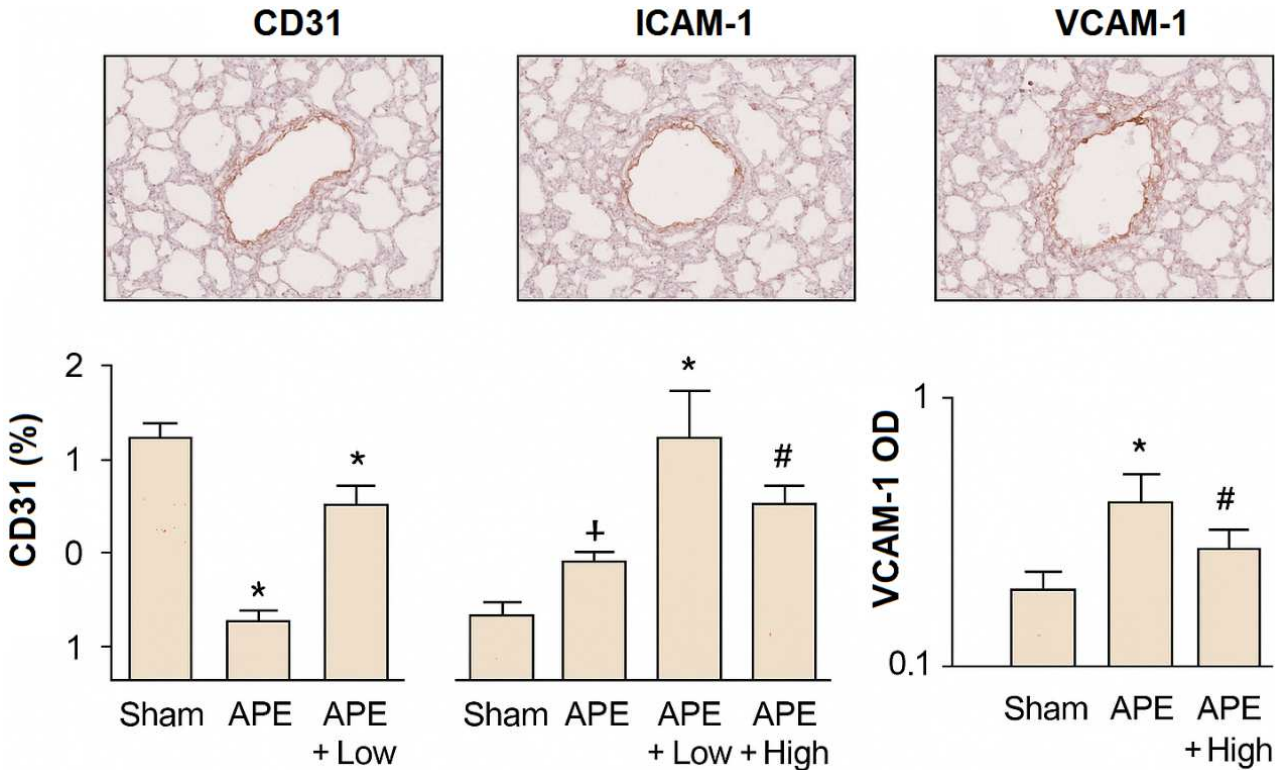 CD31
ICAM-1
VCAM-1
CD31 (%)
2
1
0
1
*
*
Sham
APE
APE
+ Low
+
*
#
Sham
APE
APE
+ Low
APE
+ High
VCAM-1 OD
1
0.1
*
#
Sham
APE
APE
+ High